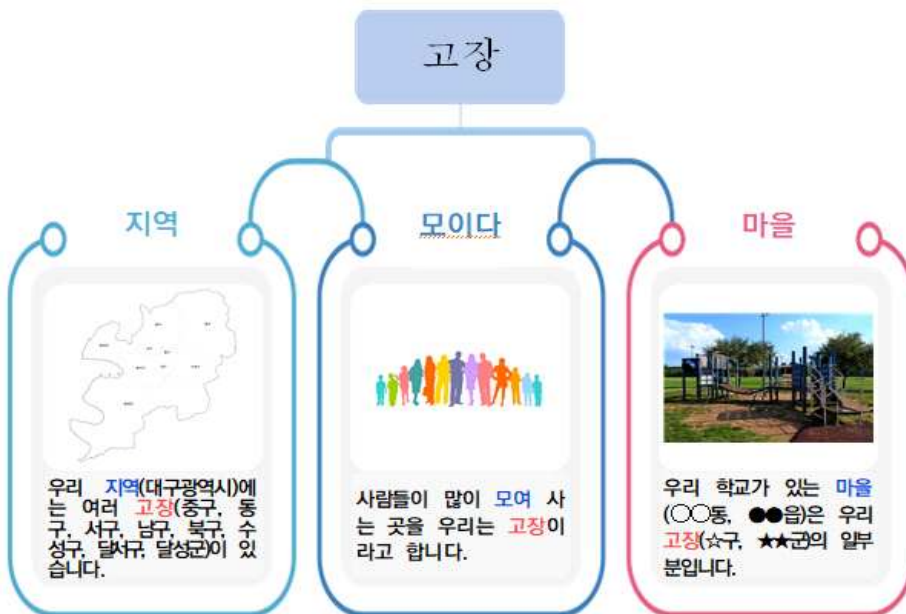 고장
지역
모이다
마을
우리 지역(대구광역시)에
는 여러 고장(중구, 동
구, 서구, 남구, 북구, 수
성구, 달서구, 달성군)이 있
습니다.
사람들이 많이 모여 사
는 곳을 우리는 고장이
라고 합니다.
우리 학교가 있는 마을
(○○동, ●●읍)은 우리
고장(☆구, ★★군)의 일부
분입니다.